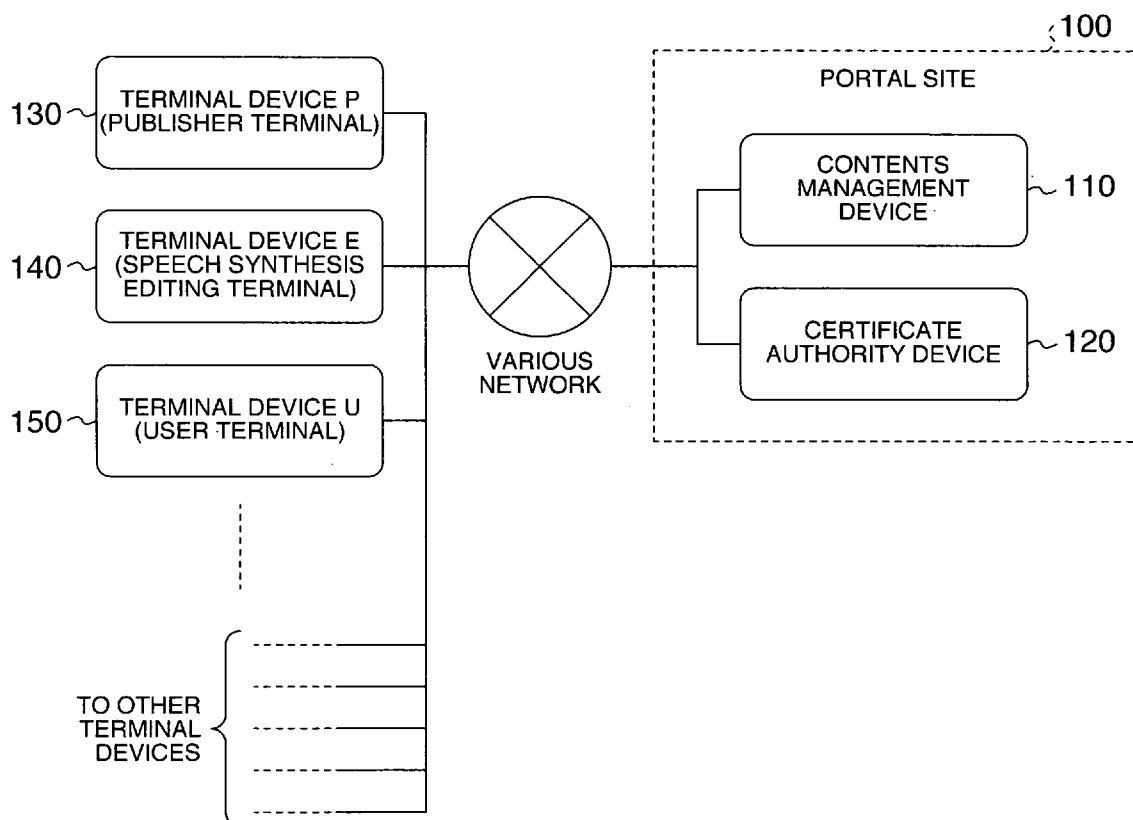 100
PORTAL SITE
130
TERMINAL DEVICE P
(PUBLISHER TERMINAL)
CONTENTS
MANAGEMENT
DEVICE
110
140
TERMINAL DEVICE E
(SPEECH SYNTHESIS
EDITING TERMINAL)
VARIOUS
NETWORK
CERTIFICATE
AUTHORITY DEVICE
120
150
TERMINAL DEVICE U
(USER TERMINAL)
TO OTHER
TERMINAL
DEVICES